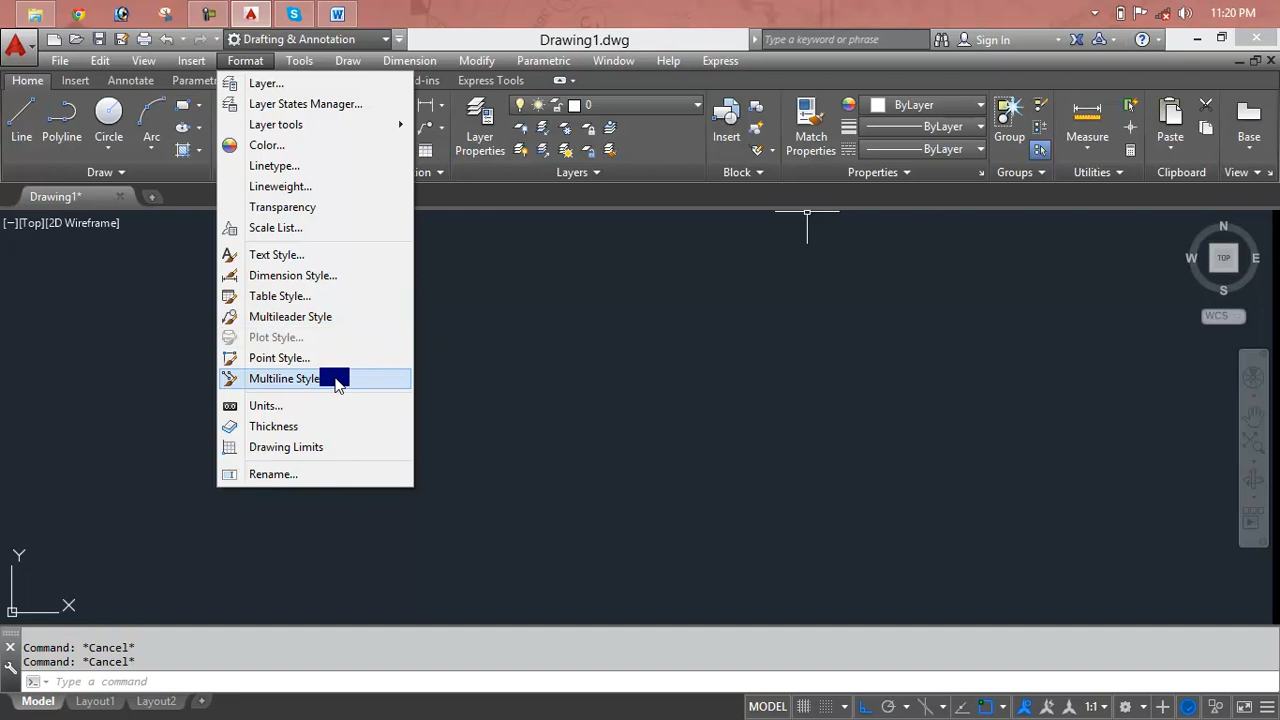 11:20 PM
Drafting & Annotation
Drawing1.dwg
Type a keyword or phrase
Sign In
File Edit View Insert Format Tools Draw Dimension Modify Parametric Window Help Express
Home Insert Annotate Paramet
d-ins Express Tools
Line Polyline Circle Arc
Layer Properties
0
Insert
Match Properties
ByLayer
ByLayer
ByLayer
Group
Measure
Paste
Base
Draw
Layers
Block
Properties
Groups
Utilities
Clipboard
View
Drawing1*
[−][Top][2D Wireframe]
Layer...
Layer States Manager...
Layer tools
Color...
Linetype...
Lineweight...
Transparency
Scale List...
Text Style...
Dimension Style...
Table Style...
Multileader Style
Plot Style...
Point Style...
Multiline Style
Units...
Thickness
Drawing Limits
Rename...
N
W TOP E
S
WCS
Y
X
Command: *Cancel*
Command: *Cancel*
Type a command
Model Layout1 Layout2 +
MODEL
1:1